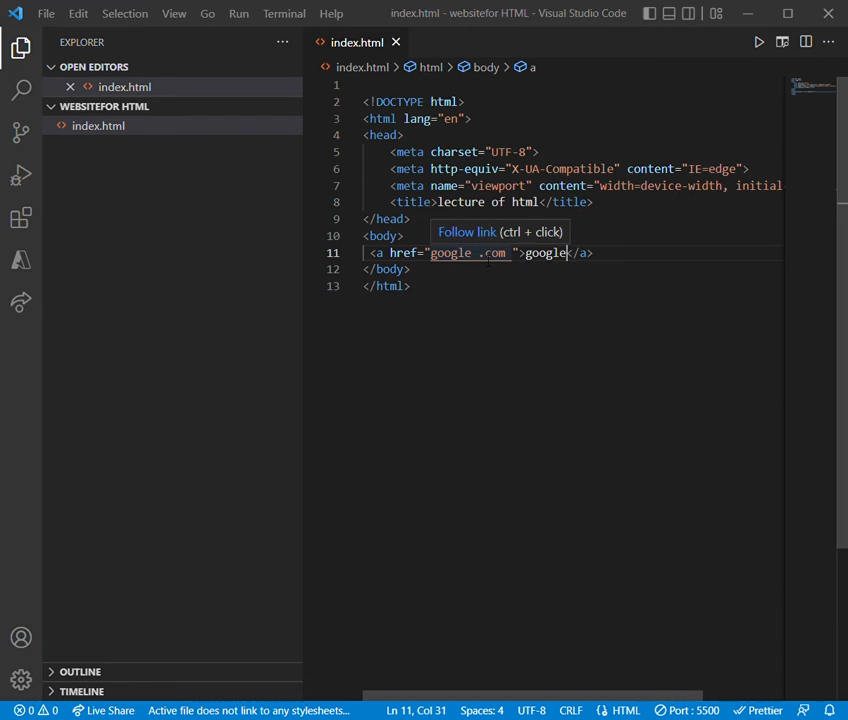 File Edit Selection View Go Run Terminal Help index.html - websitefor HTML - Visual Studio Code
EXPLORER
OPEN EDITORS
index.html
WEBSITEFOR HTML
index.html
index.html
index.html > html > body > a
1
2 <!DOCTYPE html>
3 <html lang="en">
4 <head>
5 <meta charset="UTF-8">
6 <meta http-equiv="X-UA-Compatible" content="IE=edge">
7 <meta name="viewport" content="width=device-width, initial
8 <title>lecture of html</title>
9 </head>
Follow link (ctrl + click)
10 <body>
11 <a href="google .com ">google</a>
12 </body>
13 </html>
OUTLINE
TIMELINE
0 0 Live Share Active file does not link to any stylesheets... Ln 11, Col 31 Spaces: 4 UTF-8 CRLF {} HTML Port : 5500 Prettier